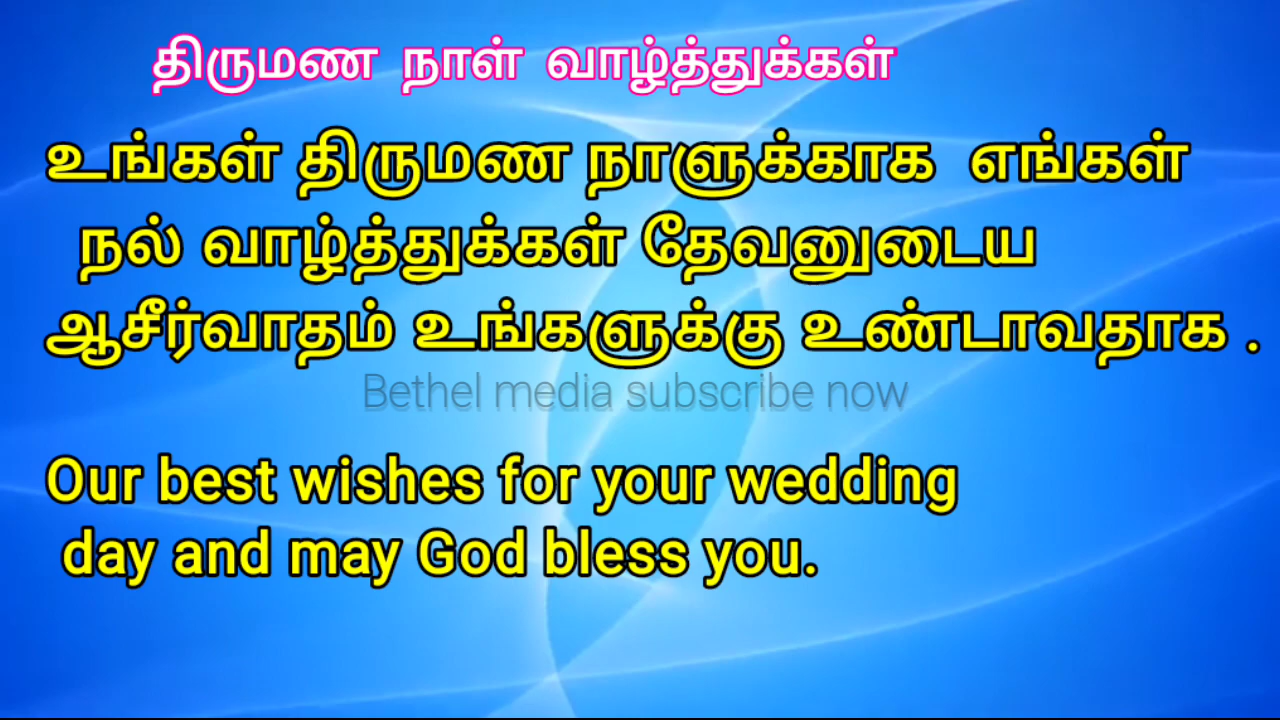 திருமண நாள் வாழ்த்துக்கள்
உங்கள் திருமண நாளுக்காக எங்கள்
நல் வாழ்த்துக்கள் தேவனுடைய
ஆசீர்வாதம் உங்களுக்கு உண்டாவதாக .
Bethel media subscribe now
Our best wishes for your wedding
day and may God bless you.